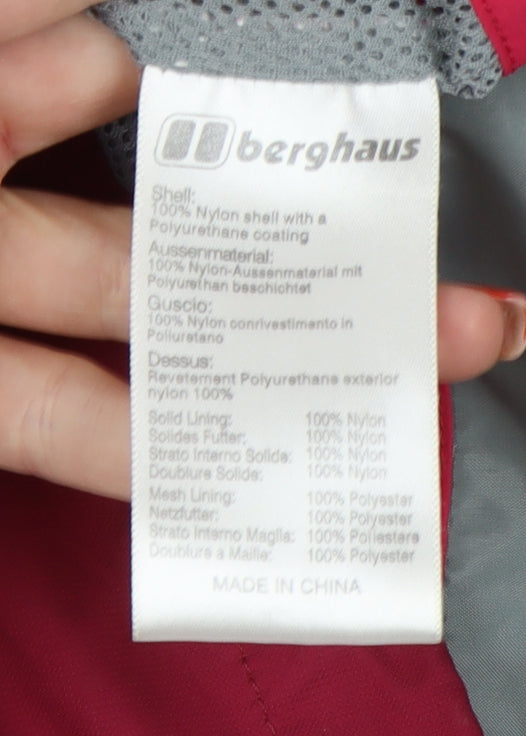 berghaus
Shell:
100% Nylon shell with a
Polyurethane coating
Aussenmaterial:
100% Nylon-Aussenmaterial mit
Polyurethan beschichtet
Guscio:
100% Nylon conrivestimento in
Poliuretano
Dessus:
Revetement Polyurethane exterior
nylon 100%
Solid Lining: 100% Nylon
Solides Futter: 100% Nylon
Strato Interno Solide: 100% Nylon
Doublure Solide: 100% Nylon
Mesh Lining: 100% Polyester
Netzfutter: 100% Polyester
Strato Interno Maglia: 100% Poliestere
Doublure a Maille: 100% Polyester
MADE IN CHINA